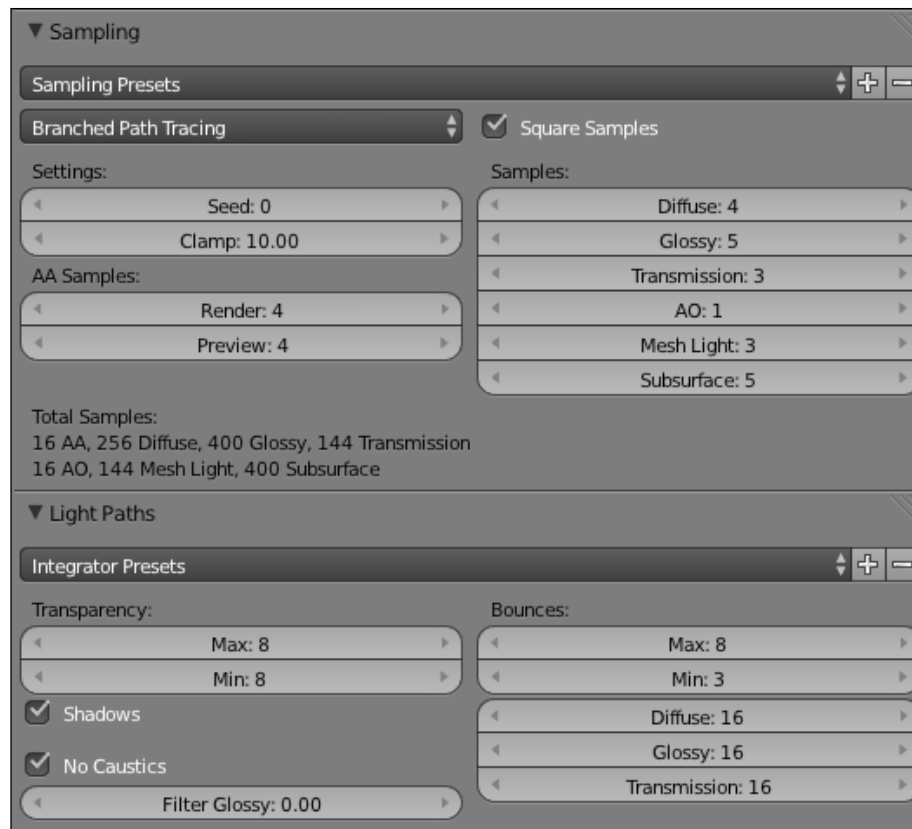 Sampling
Sampling Presets
Branched Path Tracing
Square Samples
Settings:
Seed: 0
Clamp: 10.00
AA Samples:
Render: 4
Preview: 4
Samples:
Diffuse: 4
Glossy: 5
Transmission: 3
AO: 1
Mesh Light: 3
Subsurface: 5
Total Samples:
16 AA, 256 Diffuse, 400 Glossy, 144 Transmission
16 AO, 144 Mesh Light, 400 Subsurface
Light Paths
Integrator Presets
Transparency:
Max: 8
Min: 8
Shadows
No Caustics
Filter Glossy: 0.00
Bounces:
Max: 8
Min: 3
Diffuse: 16
Glossy: 16
Transmission: 16